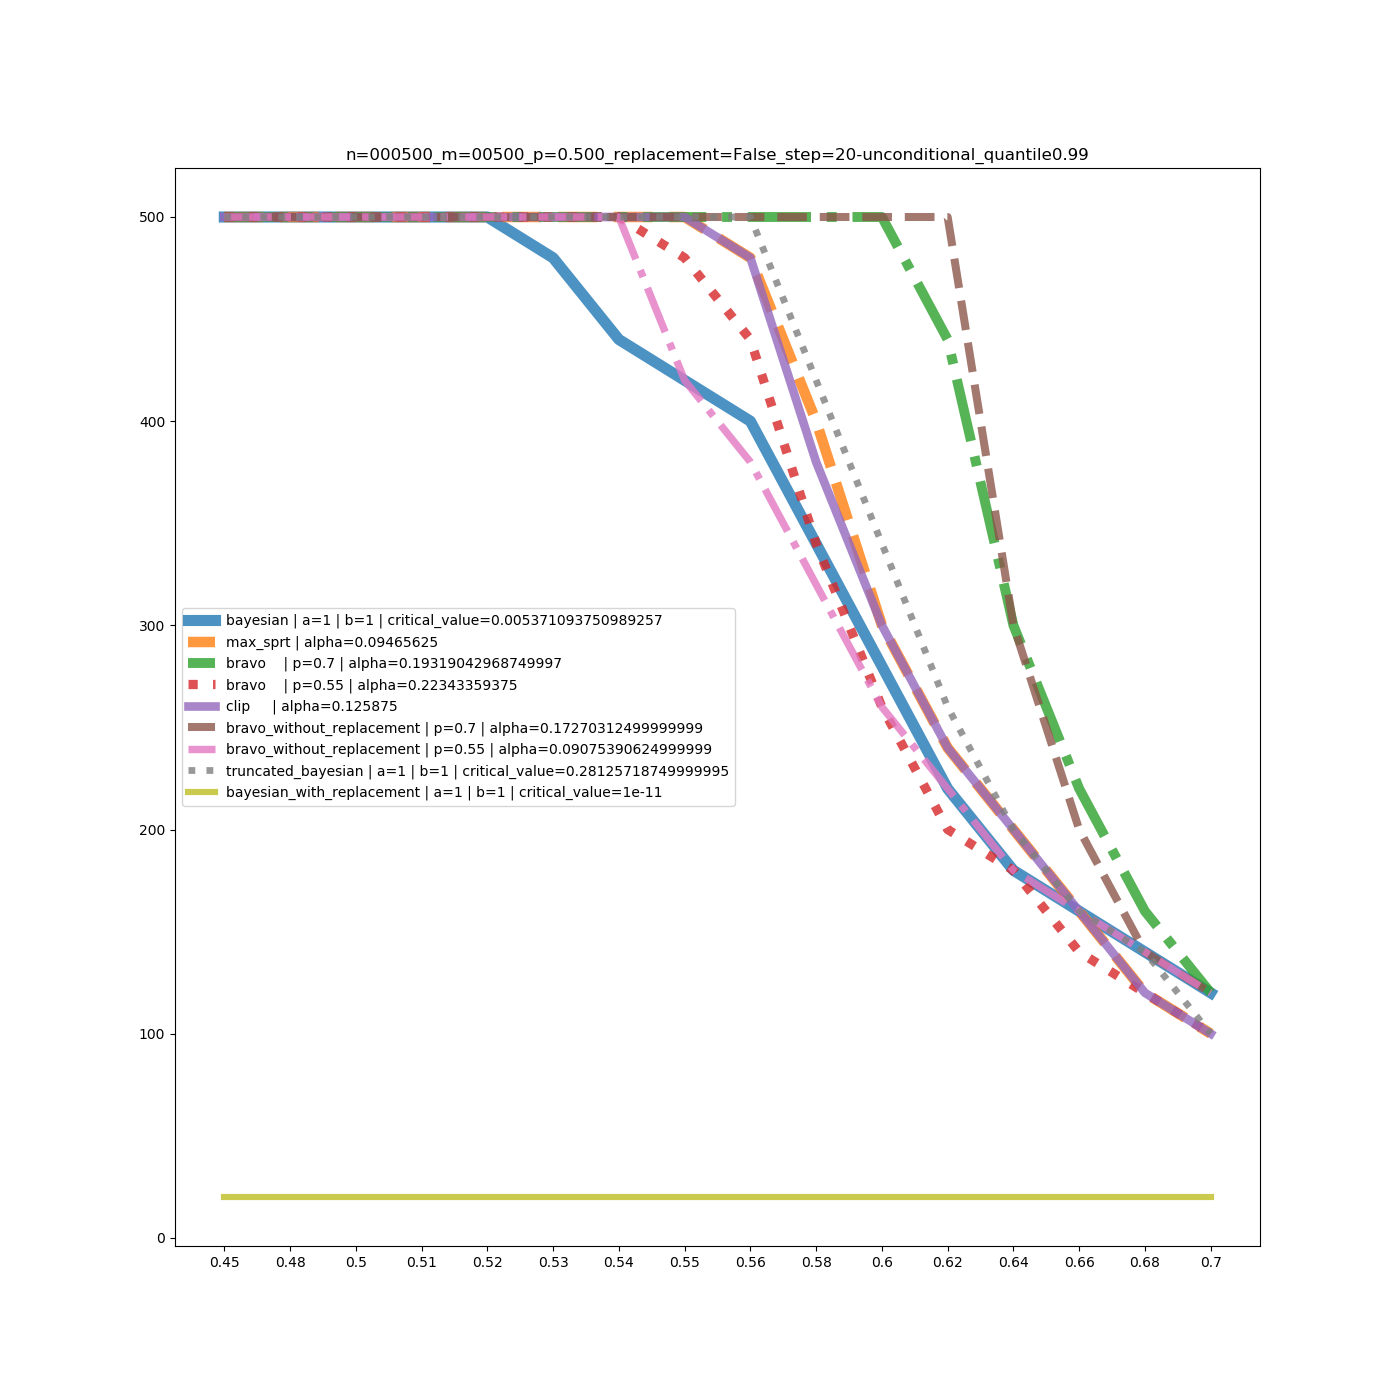 n=000500_m=00500_p=0.500_replacement=False_step=20-unconditional_quantile0.99
500
400
300
200
100
0
bayesian | a=1 | b=1 | critical_value=0.005371093750989257
max_sprt | alpha=0.09465625
bravo | p=0.7 | alpha=0.19319042968749997
bravo | p=0.55 | alpha=0.22343359375
clip | alpha=0.125875
bravo_without_replacement | p=0.7 | alpha=0.17270312499999999
bravo_without_replacement | p=0.55 | alpha=0.09075390624999999
truncated_bayesian | a=1 | b=1 | critical_value=0.28125718749999995
bayesian_with_replacement | a=1 | b=1 | critical_value=1e-11
0.45 0.48 0.5 0.51 0.52 0.53 0.54 0.55 0.56 0.58 0.6 0.62 0.64 0.66 0.68 0.7